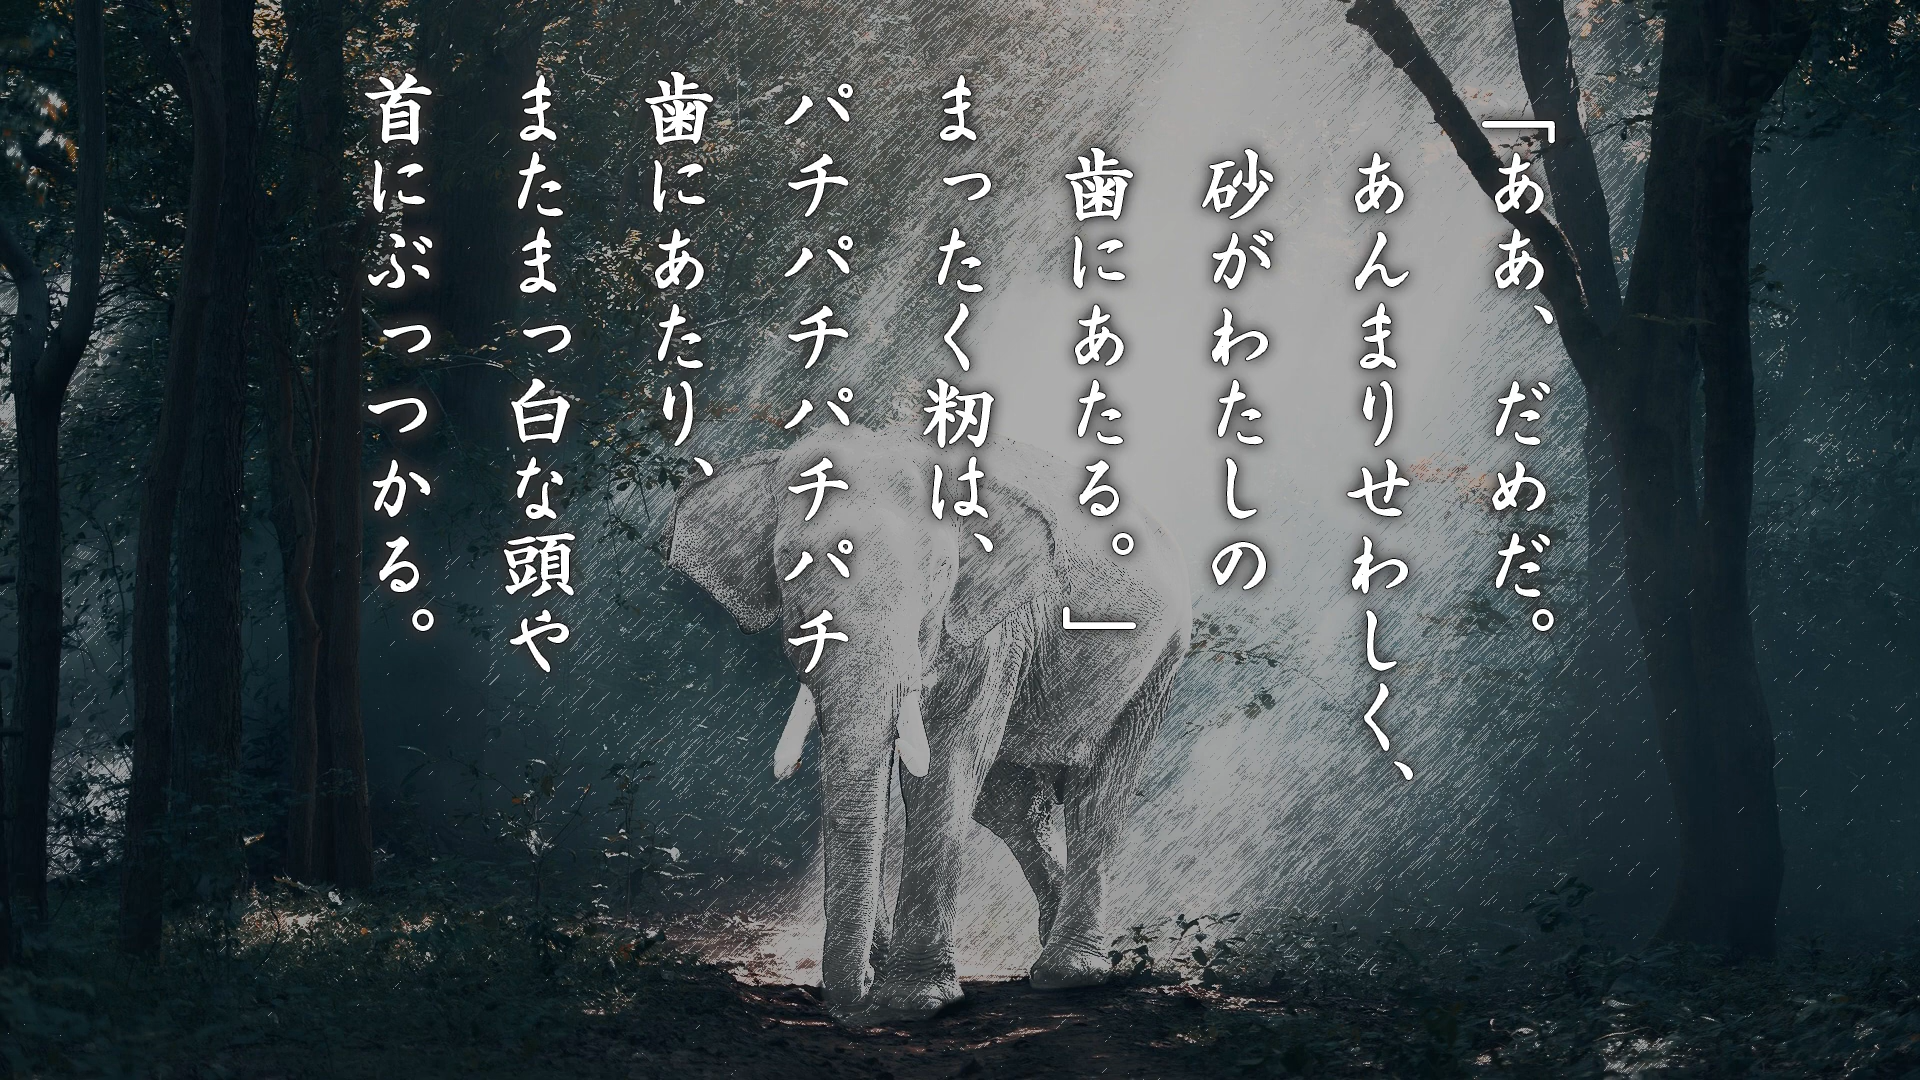 「ああ、だめだ。
あんまりせわしく、
砂がわたしの
歯にあたる。」
まったく籾は、
パチパチパチパチ
歯にあたり、
またまっ白な頭や
首にぶっつかる。